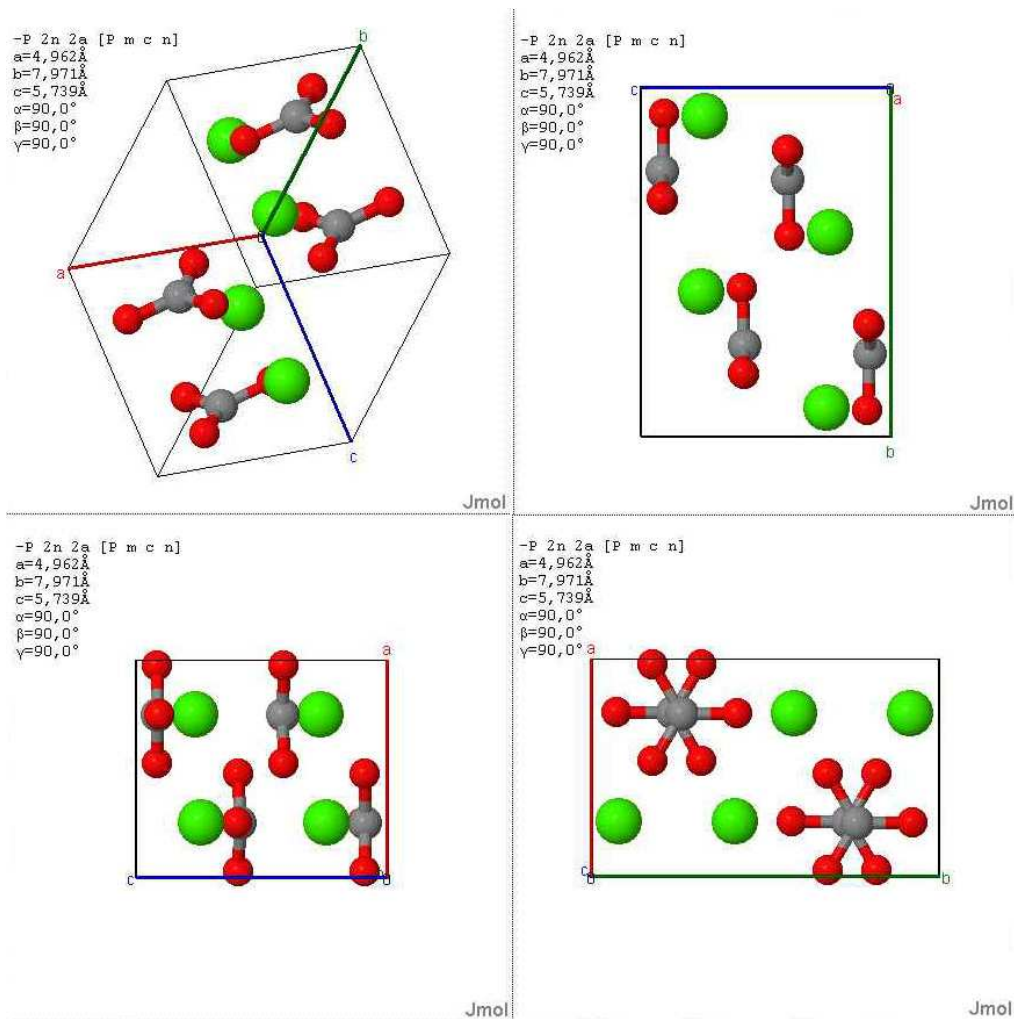 -P 2n 2a [P m c n]
a=4,962Å
b=7,971Å
c=5,739Å
α=90,0°
β=90,0°
γ=90,0°
b
a
c
Jmol
-P 2n 2a [P m c n]
a=4,962Å
b=7,971Å
c=5,739Å
α=90,0°
β=90,0°
γ=90,0°
c
a
b
Jmol
-P 2n 2a [P m c n]
a=4,962Å
b=7,971Å
c=5,739Å
α=90,0°
β=90,0°
γ=90,0°
a
c
Jmol
-P 2n 2a [P m c n]
a=4,962Å
b=7,971Å
c=5,739Å
α=90,0°
β=90,0°
γ=90,0°
a
c
b
Jmol